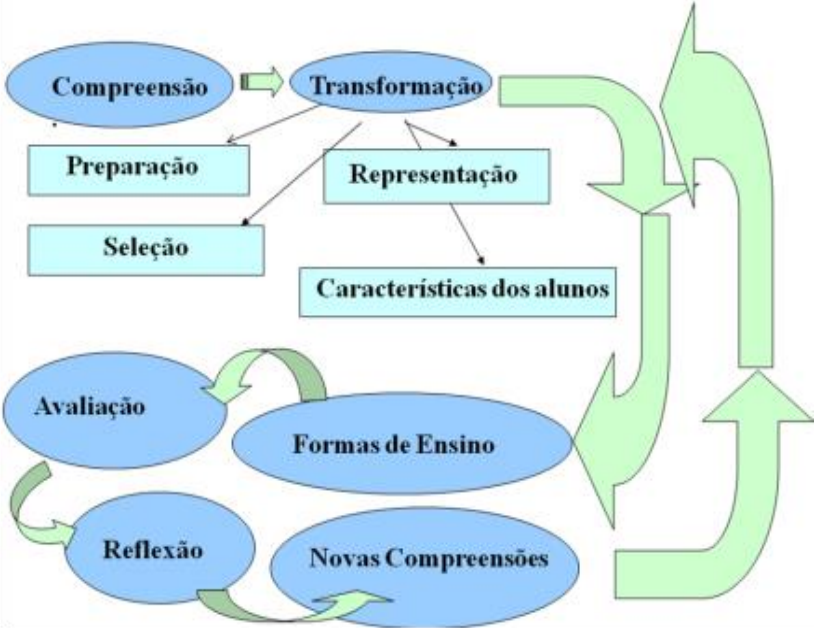 Compreensão
Transformação
Preparação
Representação
Seleção
Características dos alunos
Avaliação
Formas de Ensino
Reflexão
Novas Compreensões